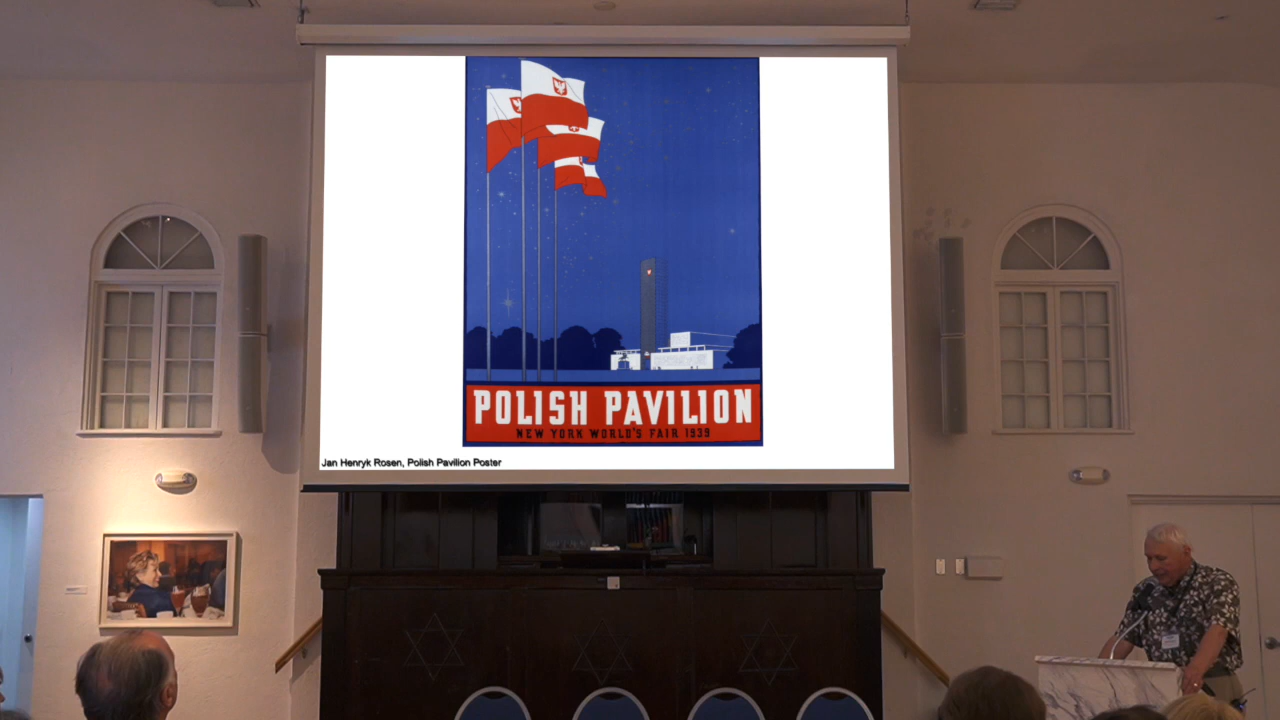 POLISH PAVILION
NEW YORK WORLD'S FAIR 1939
Jan Henryk Rosen, Polish Pavilion Poster